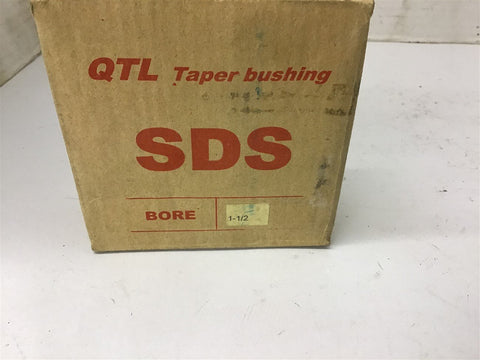 QTL Taper bushing
SDS
BORE 1-1/2